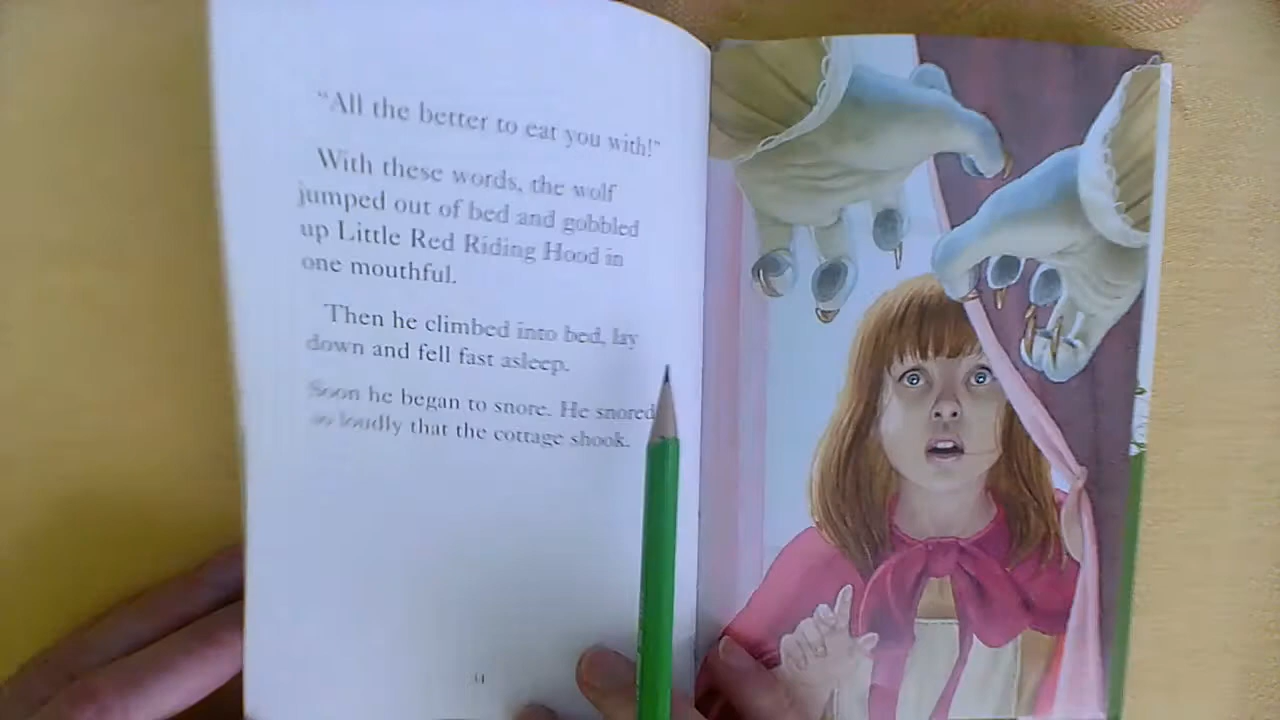 “All the better to eat you with!”
With these words, the wolf
jumped out of bed and gobbled
up Little Red Riding Hood in
one mouthful.
Then he climbed into bed, lay
down and fell fast asleep.
Soon he began to snore. He snored
so loudly that the cottage shook.